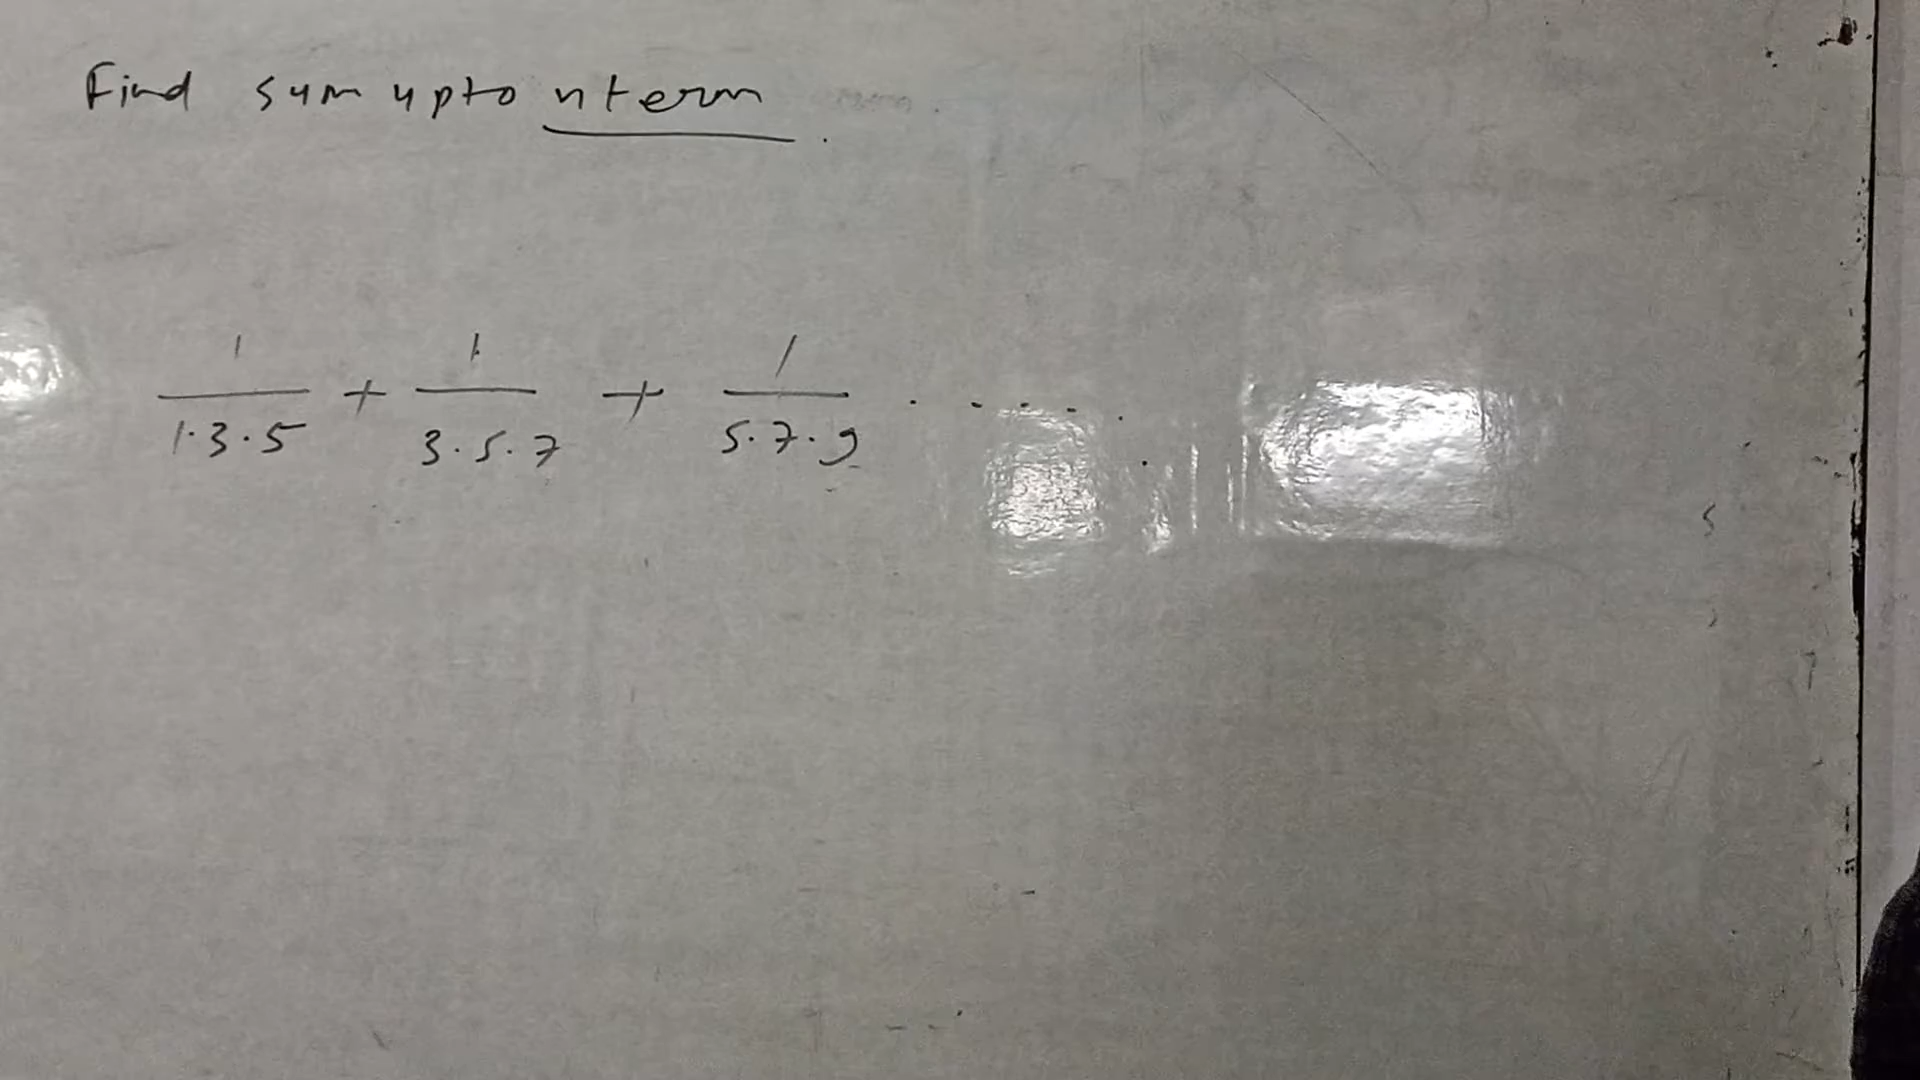 Find sum upto n term.
1/1.3.5 + 1/3.5.7 + 1/5.7.9 . . . . . .